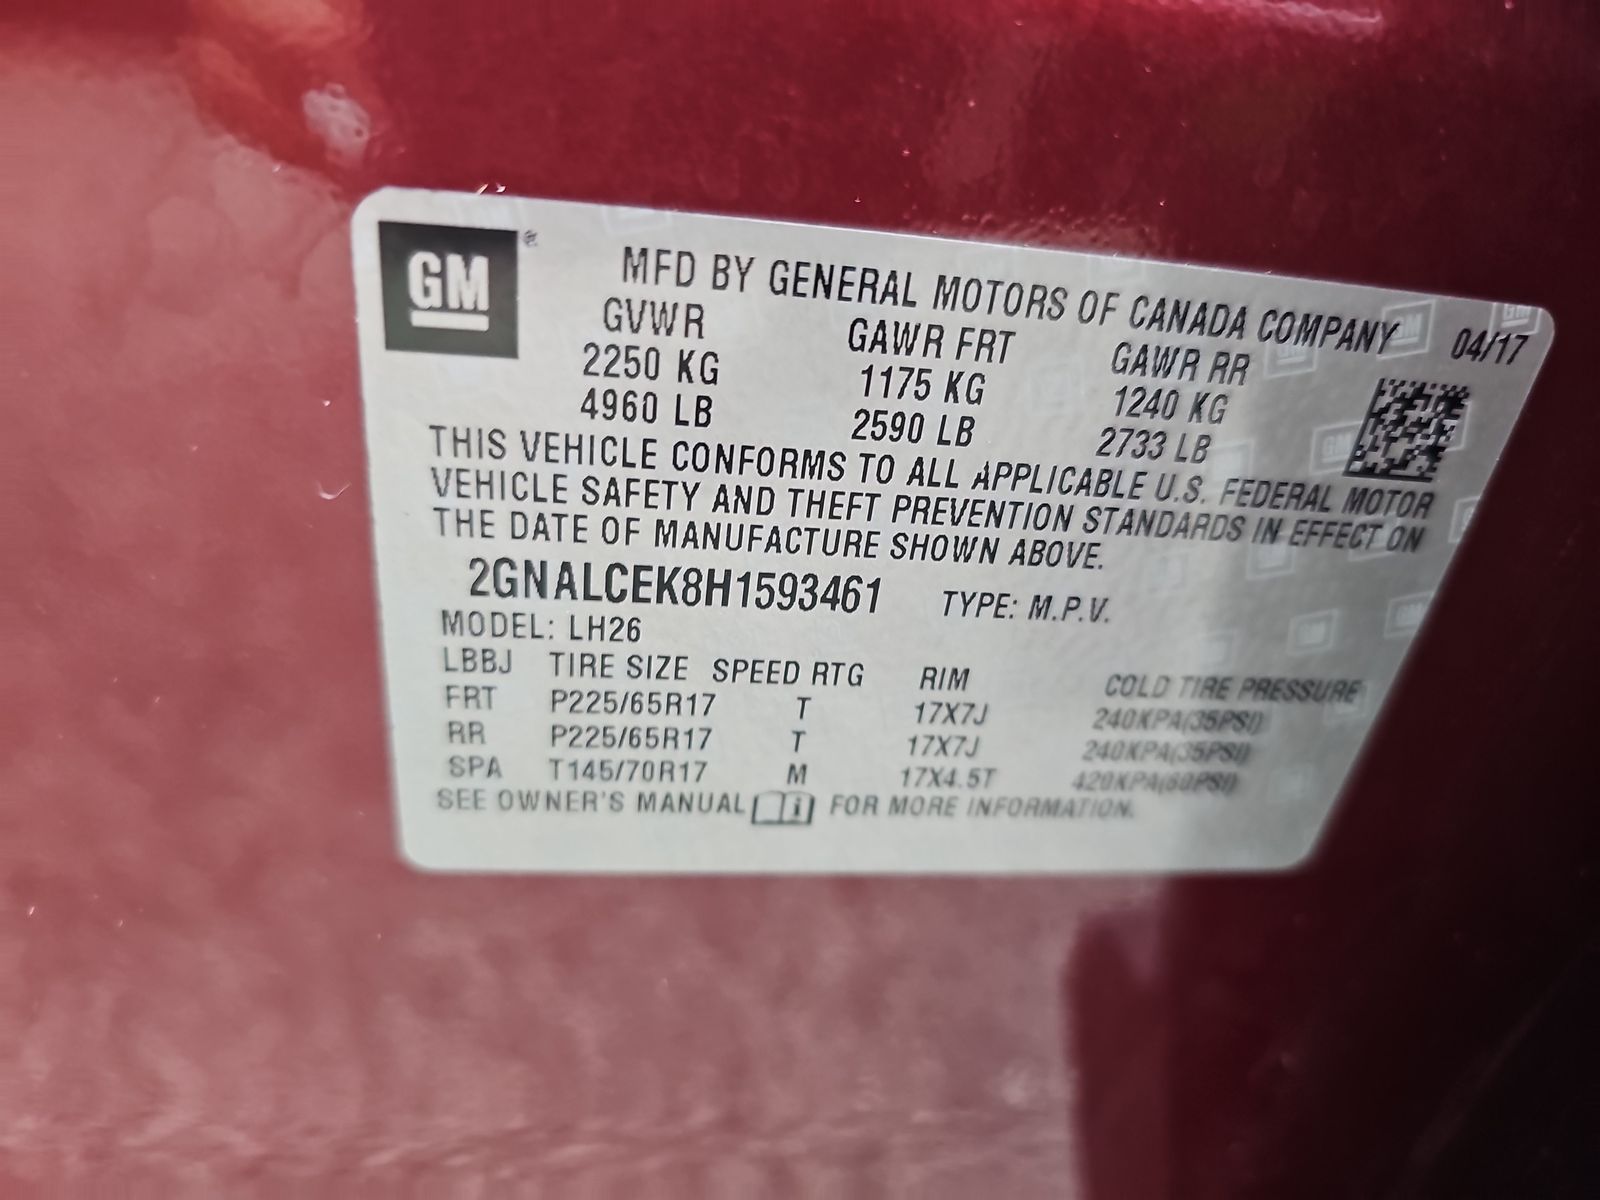 GM ®
MFD BY GENERAL MOTORS OF CANADA COMPANY 04/17
GVWR GAWR FRT GAWR RR
2250 KG 1175 KG 1240 KG
4960 LB 2590 LB 2733 LB
THIS VEHICLE CONFORMS TO ALL APPLICABLE U.S. FEDERAL MOTOR
VEHICLE SAFETY AND THEFT PREVENTION STANDARDS IN EFFECT ON
THE DATE OF MANUFACTURE SHOWN ABOVE.
2GNALCEK8H1593461 TYPE: M.P.V.
MODEL: LH26
LBBJ TIRE SIZE SPEED RTG RIM COLD TIRE PRESSURE
FRT P225/65R17 T 17X7J 240KPA(35PSI)
RR P225/65R17 T 17X7J 240KPA(35PSI)
SPA T145/70R17 M 17X4.5T 420KPA(60PSI)
SEE OWNER'S MANUAL i FOR MORE INFORMATION.